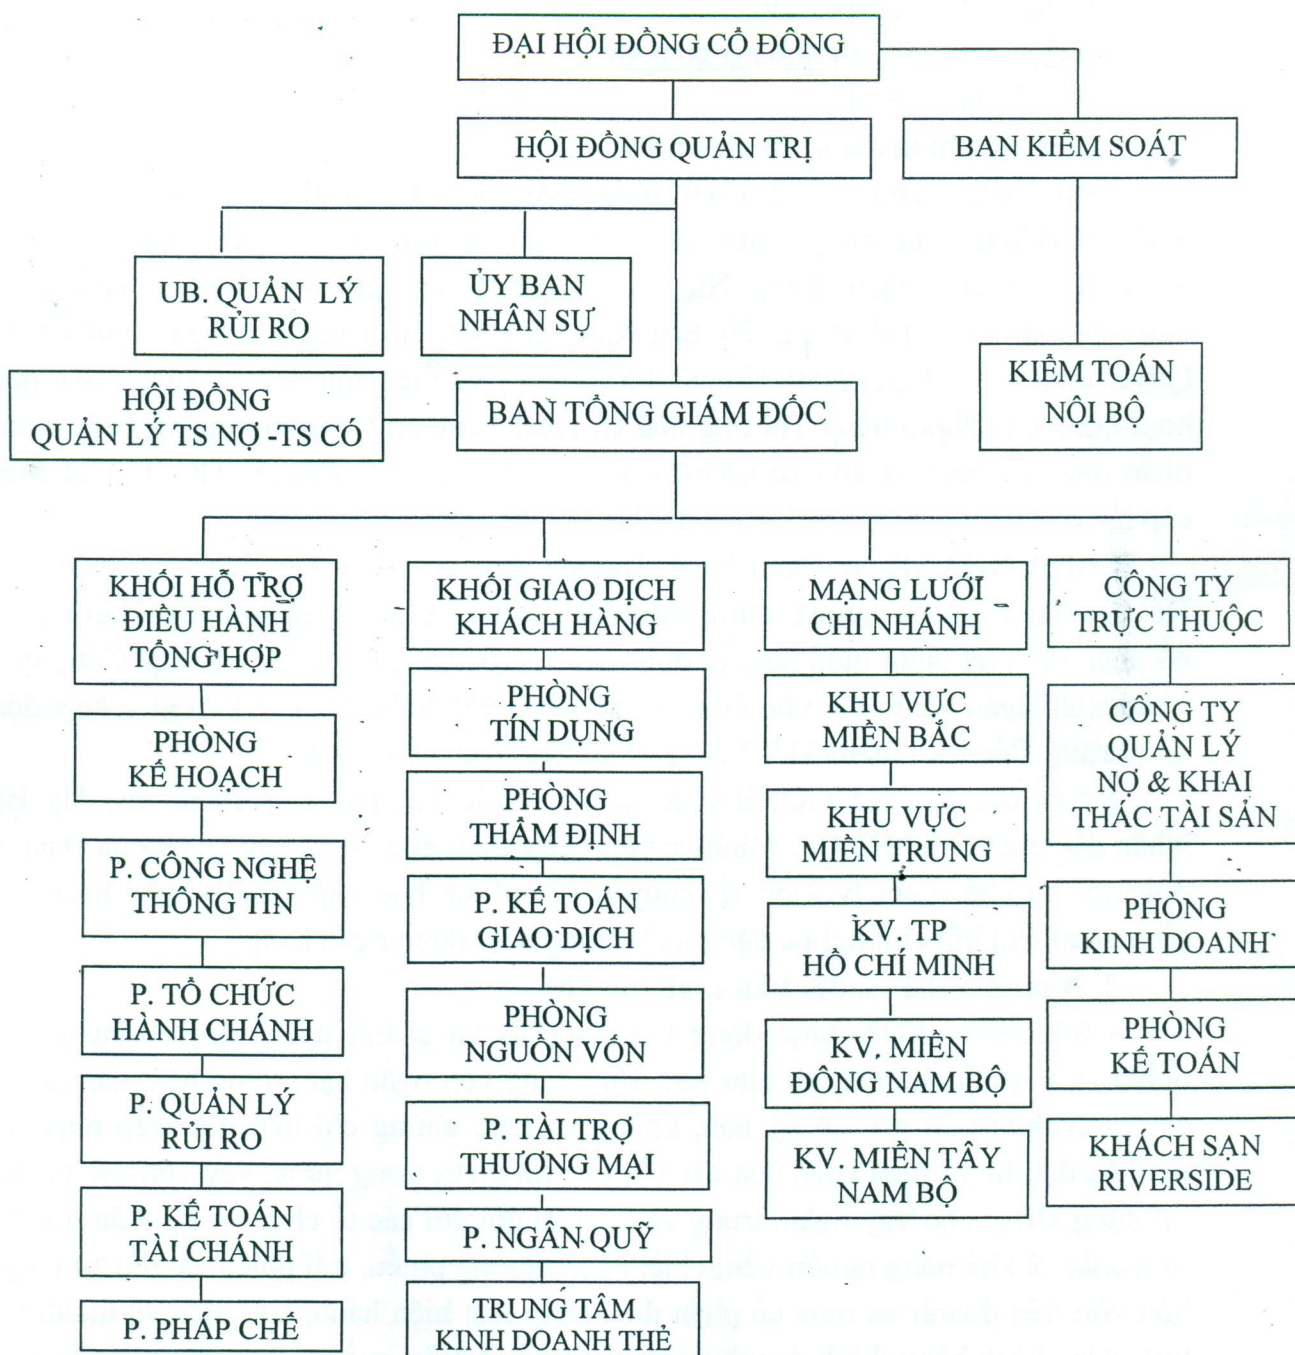 ĐẠI HỘI ĐỒNG CỔ ĐÔNG
HỘI ĐỒNG QUẢN TRỊ
BAN KIỂM SOÁT
UB. QUẢN LÝ
RỦI RO
ỦY BAN
NHÂN SỰ
KIỂM TOÁN
NỘI BỘ
HỘI ĐỒNG
QUẢN LÝ TS NỢ -TS CÓ
BAN TỔNG GIÁM ĐỐC
KHỐI HỖ TRỢ
ĐIỀU HÀNH
TỔNG HỢP
PHÒNG
KẾ HOẠCH
P. CÔNG NGHỆ
THÔNG TIN
P. TỔ CHỨC
HÀNH CHÁNH
P. QUẢN LÝ
RỦI RO
P. KẾ TOÁN
TÀI CHÁNH
P. PHÁP CHẾ
KHỐI GIAO DỊCH
KHÁCH HÀNG
PHÒNG
TÍN DỤNG
PHÒNG
THẨM ĐỊNH
P. KẾ TOÁN
GIAO DỊCH
PHÒNG
NGUỒN VỐN
P. TÀI TRỢ
THƯƠNG MẠI
P. NGÂN QUỸ
TRUNG TÂM
KINH DOANH THẺ
MẠNG LƯỚI
CHI NHÁNH
KHU VỰC
MIỀN BẮC
KHU VỰC
MIỀN TRUNG
KV. TP
HỒ CHÍ MINH
KV. MIỀN
ĐÔNG NAM BỘ
KV. MIỀN TÂY
NAM BỘ
CÔNG TY
TRỰC THUỘC
CÔNG TY
QUẢN LÝ
NỢ & KHAI
THÁC TÀI SẢN
PHÒNG
KINH DOANH
PHÒNG
KẾ TOÁN
KHÁCH SẠN
RIVERSIDE